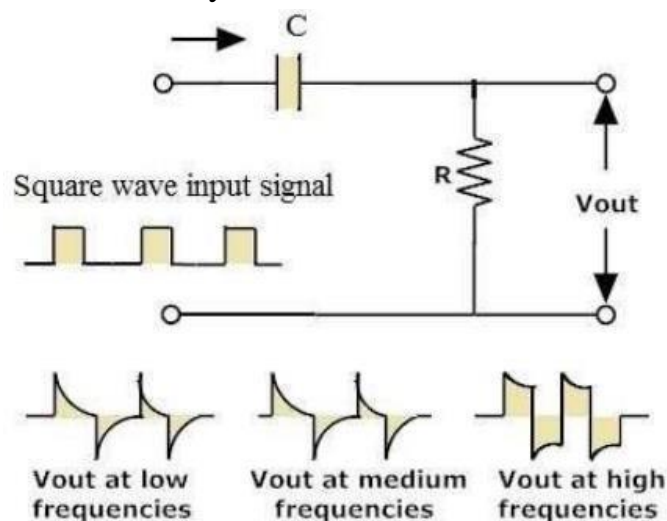 C
R
Square wave input signal
Vout
Vout at low
frequencies
Vout at medium
frequencies
Vout at high
frequencies